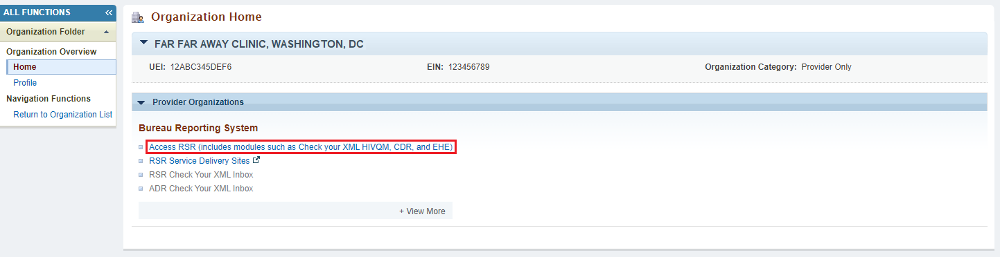 ALL FUNCTIONS «
Organization Folder
Organization Overview
Home
Profile
Navigation Functions
Return to Organization List
Organization Home
FAR FAR AWAY CLINIC, WASHINGTON, DC
UEI: 12ABC345DEF6 EIN: 123456789 Organization Category: Provider Only
Provider Organizations
Bureau Reporting System
Access RSR (includes modules such as Check your XML HIVQM, CDR, and EHE)
RSR Service Delivery Sites
RSR Check Your XML Inbox
ADR Check Your XML Inbox
+ View More